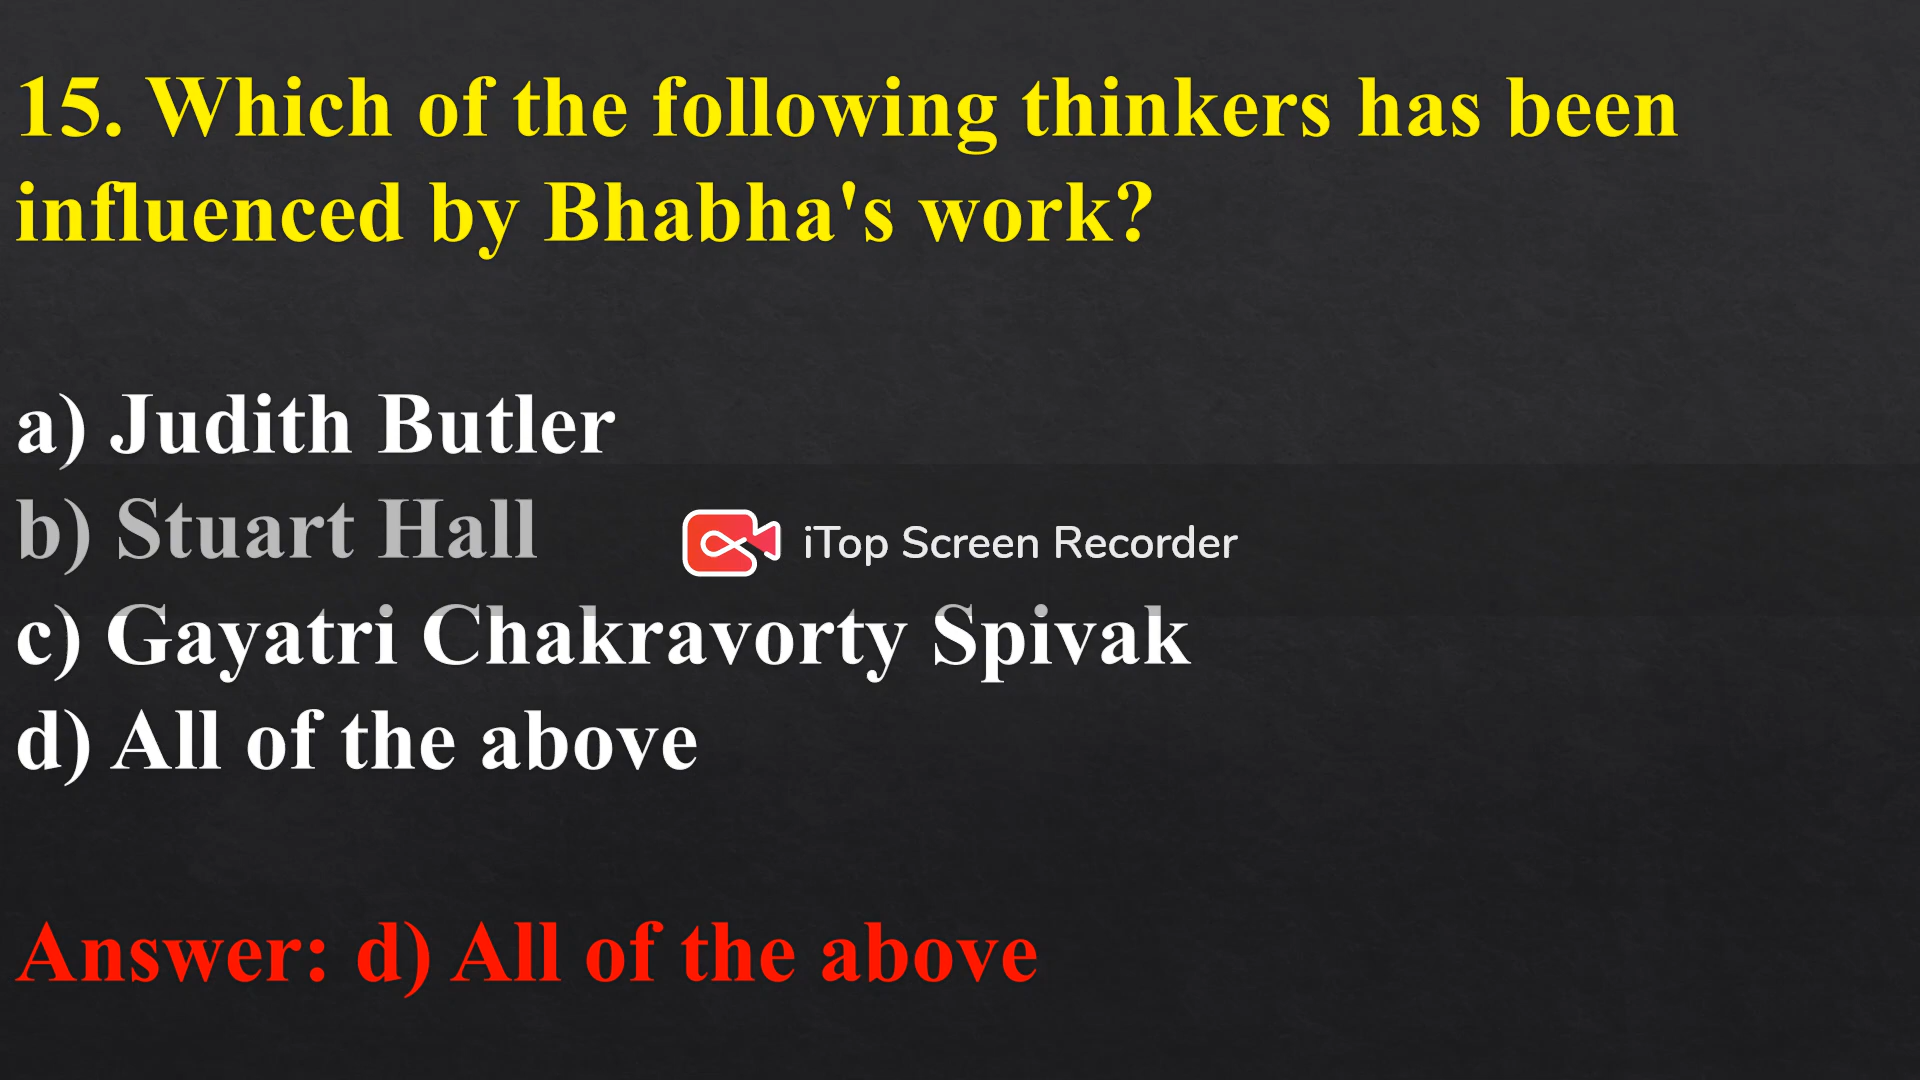 15. Which of the following thinkers has been
influenced by Bhabha's work?
a) Judith Butler
b) Stuart Hall
iTop Screen Recorder
c) Gayatri Chakravorty Spivak
d) All of the above
Answer: d) All of the above